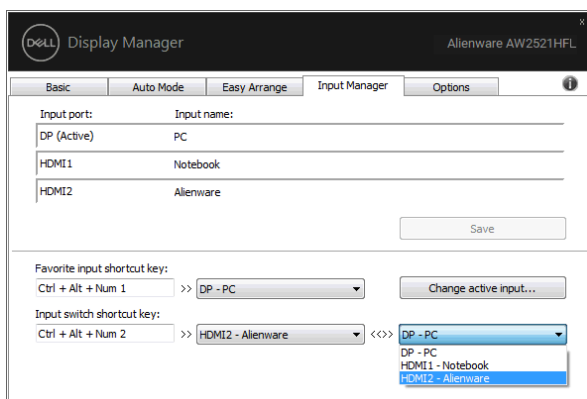 x
DELL Display Manager Alienware AW2521HFL
Basic Auto Mode Easy Arrange Input Manager Options i
Input port: Input name:
DP (Active) PC
HDMI1 Notebook
HDMI2 Alienware
Save
Favorite input shortcut key:
Ctrl + Alt + Num 1 >> DP - PC Change active input...
Input switch shortcut key:
Ctrl + Alt + Num 2 >> HDMI2 - Alienware <<>> DP - PC
DP - PC
HDMI1 - Notebook
HDMI2 - Alienware